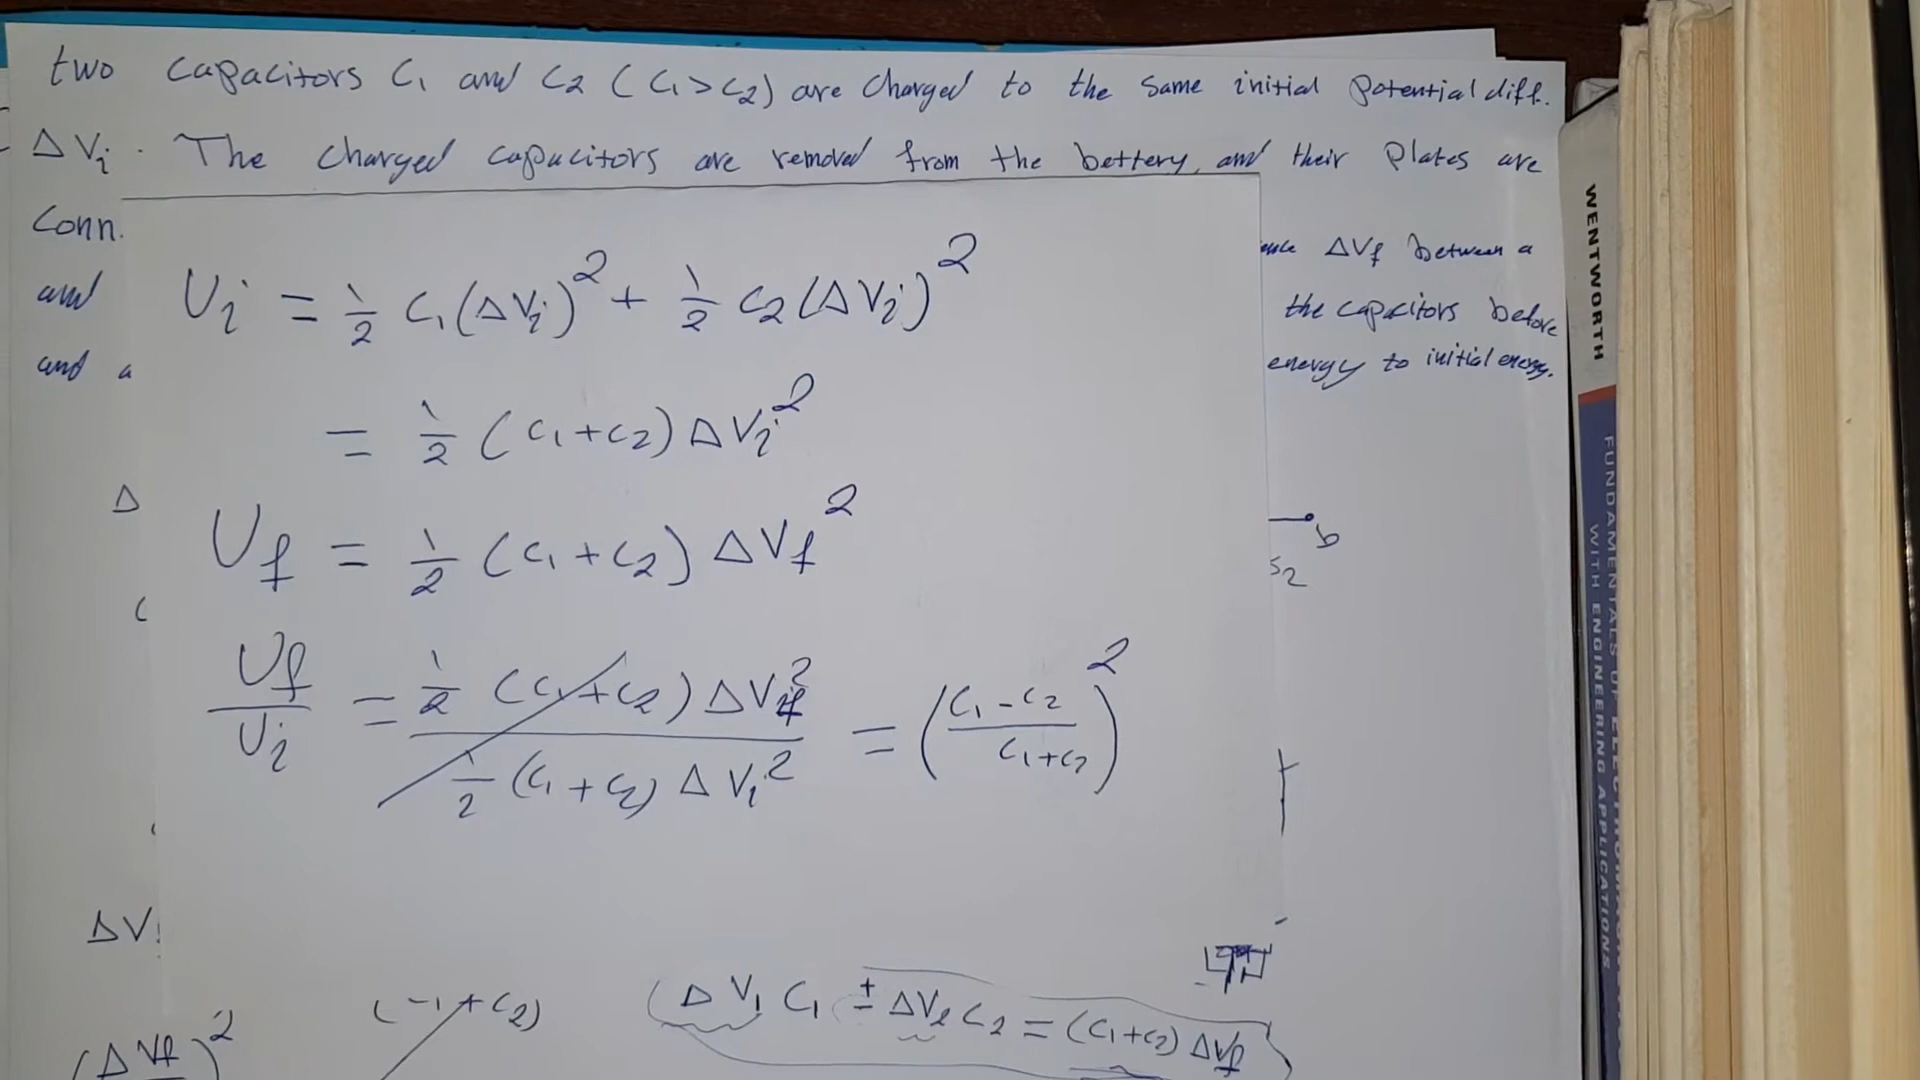 two capacitors C₁ and C₂ (C₁>C₂) are charged to the same initial potential diff.
ΔVᵢ. The charged capacitors are removed from the bettery, and their plates are
Conn.
ΔVf between a
and
the capacitors before
and a
energy to initial energy.
Uᵢ = 1/2 C₁(ΔVᵢ)² + 1/2 C₂(ΔVᵢ)²
= 1/2 (C₁+C₂) ΔVᵢ²
Δ
Uf = 1/2 (C₁+C₂) ΔVf²
b
S₂
(
Uf/Uᵢ = 1/2 (C₁+C₂) ΔVf² / 1/2 (C₁+C₂) ΔVᵢ² = (C₁-C₂ / C₁+C₂)²
ΔV
+C₂)
(ΔV₁ C₁ ± ΔV₂ C₂ = (C₁+C₂) ΔVf
(ΔVf)²
WENTWORTH
FUNDAMENTALS OF ELECTROMAGNETICS
WITH ENGINEERING APPLICATIONS